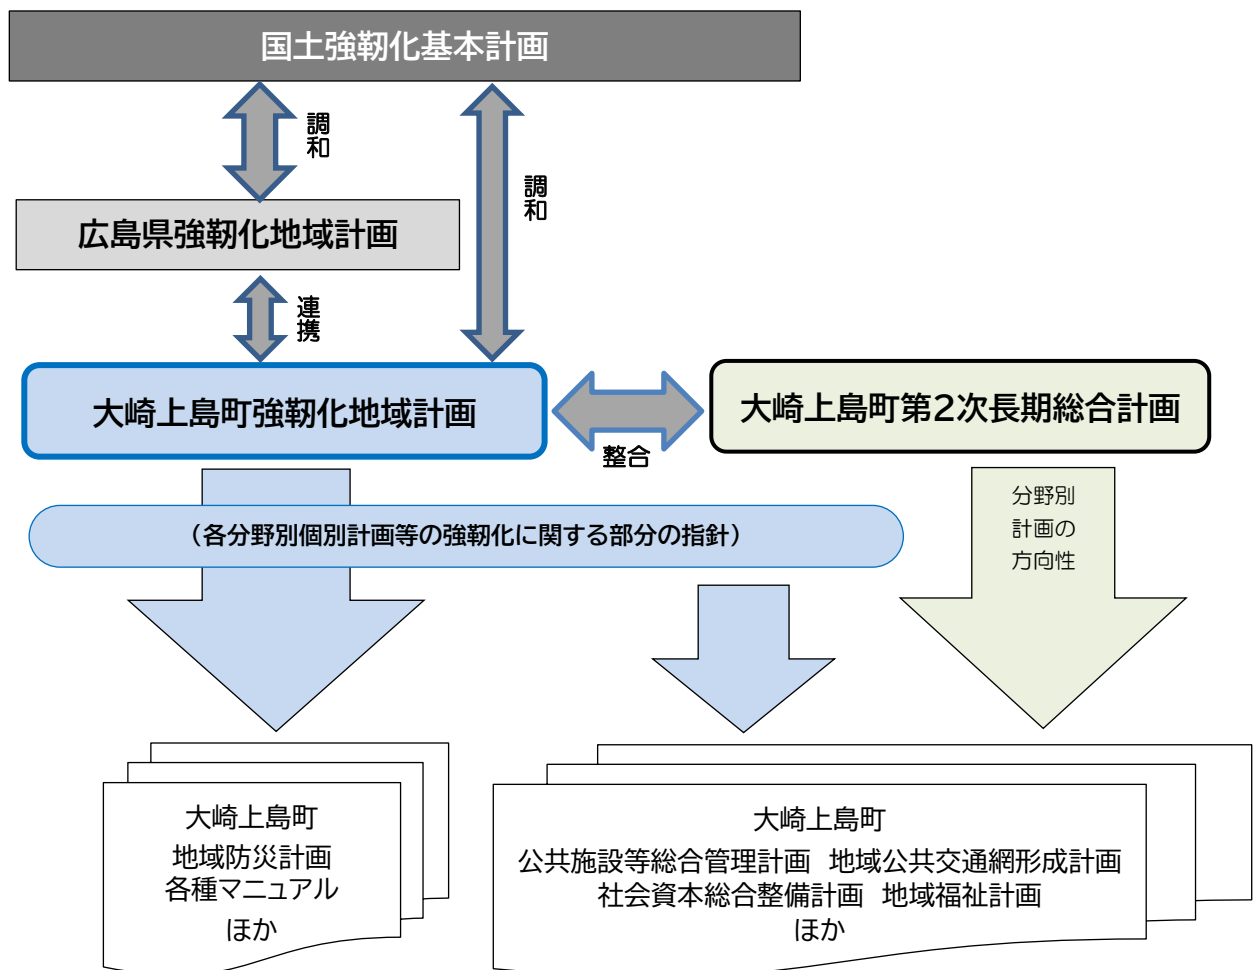 国土強靱化基本計画
調和
調和
広島県強靱化地域計画
連携
大崎上島町強靱化地域計画
大崎上島町第2次長期総合計画
整合
分野別
計画の
方向性
（各分野別個別計画等の強靱化に関する部分の指針）
大崎上島町
地域防災計画
各種マニュアル
ほか
大崎上島町
公共施設等総合管理計画　地域公共交通網形成計画
社会資本総合整備計画　地域福祉計画
ほか